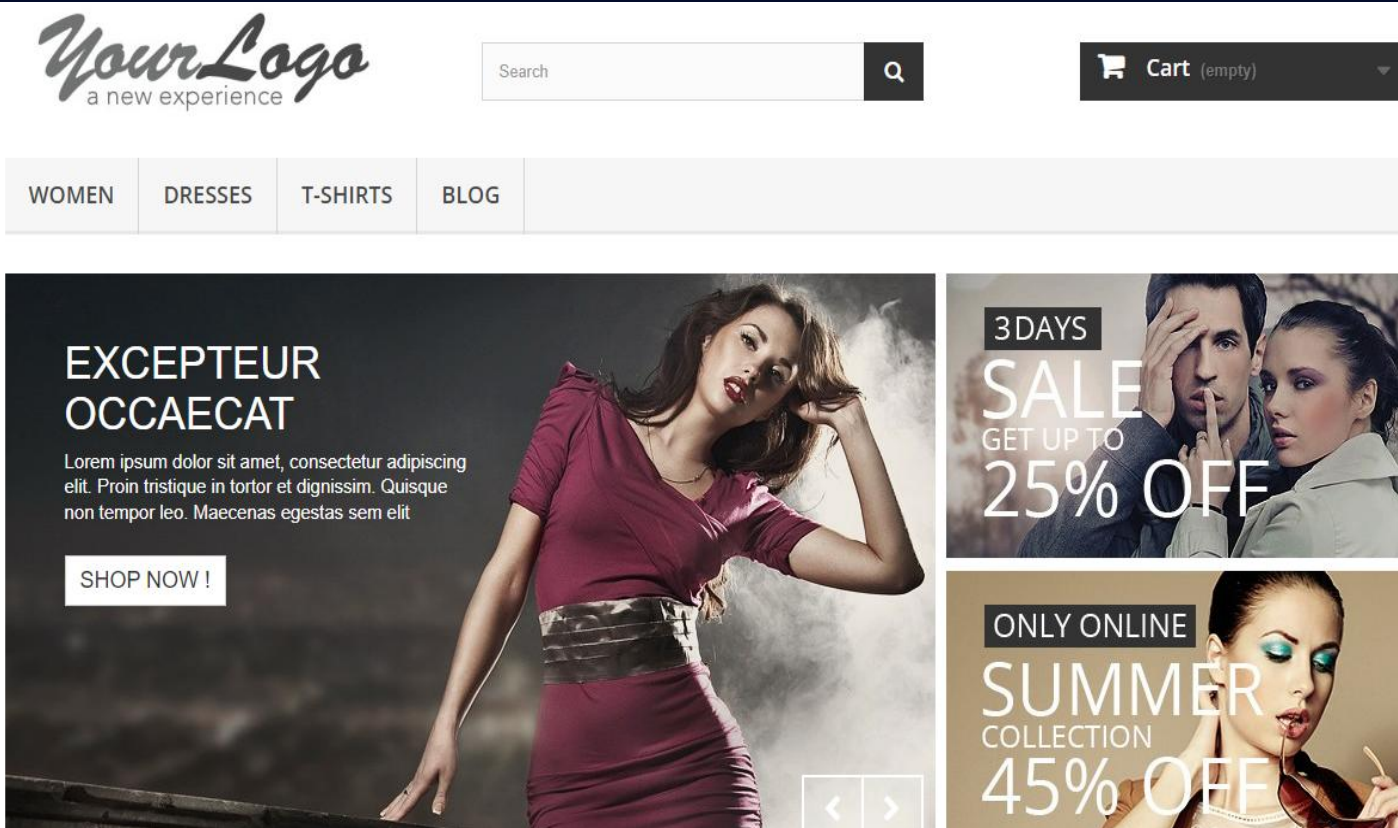 YourLogo
a new experience
Search
Cart (empty)
WOMEN DRESSES T-SHIRTS BLOG
EXCEPTEUR
OCCAECAT
Lorem ipsum dolor sit amet, consectetur adipiscing
elit. Proin tristique in tortor et dignissim. Quisque
non tempor leo. Maecenas egestas sem elit
SHOP NOW !
3 DAYS
SALE
GET UP TO
25% OFF
ONLY ONLINE
SUMMER
COLLECTION
45% OFF